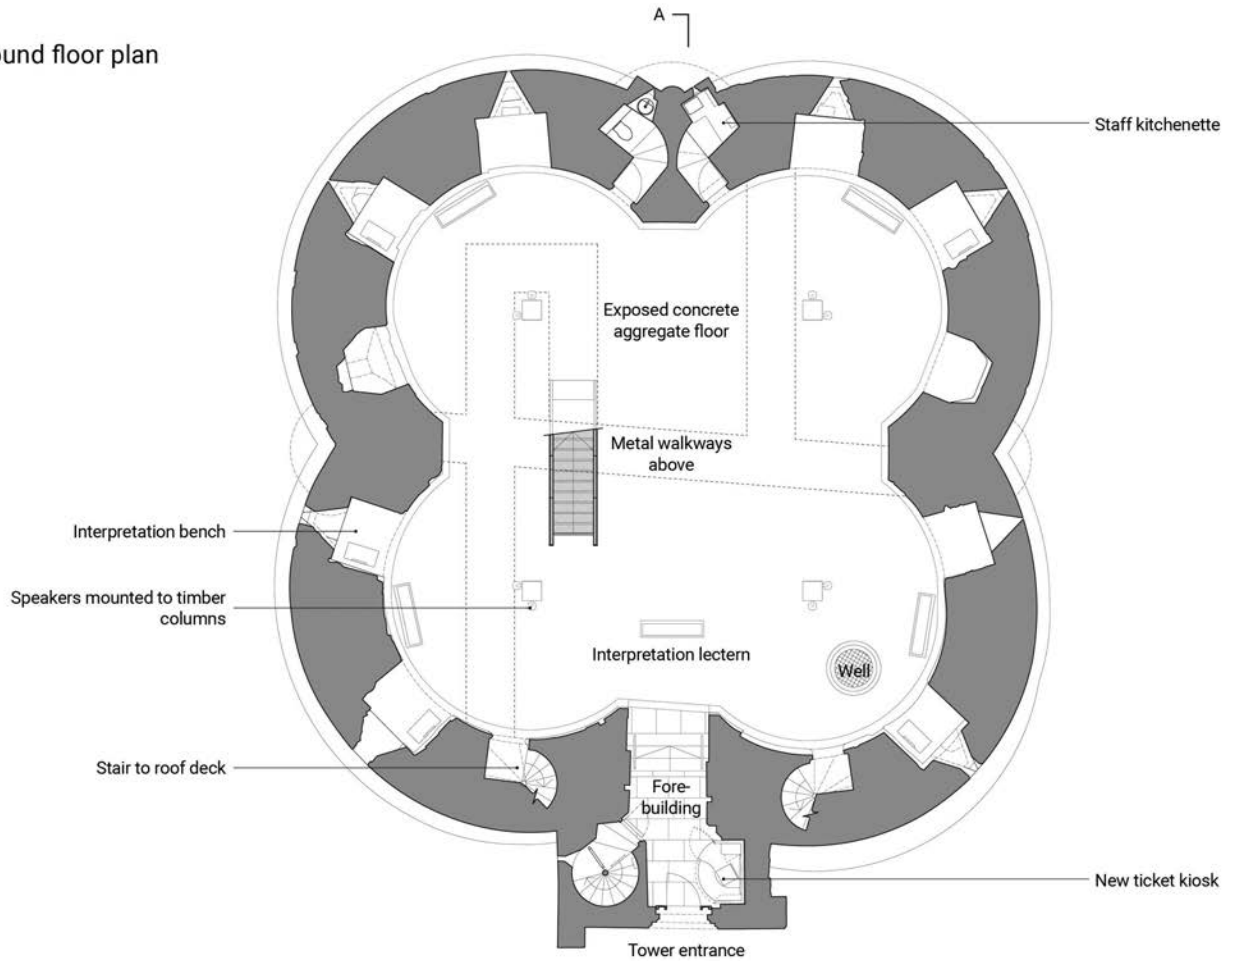 A
ound floor plan
Staff kitchenette
Exposed concrete
aggregate floor
Metal walkways
above
Interpretation bench
Speakers mounted to timber
columns
Interpretation lectern
Well
Stair to roof deck
Fore-
building
New ticket kiosk
Tower entrance